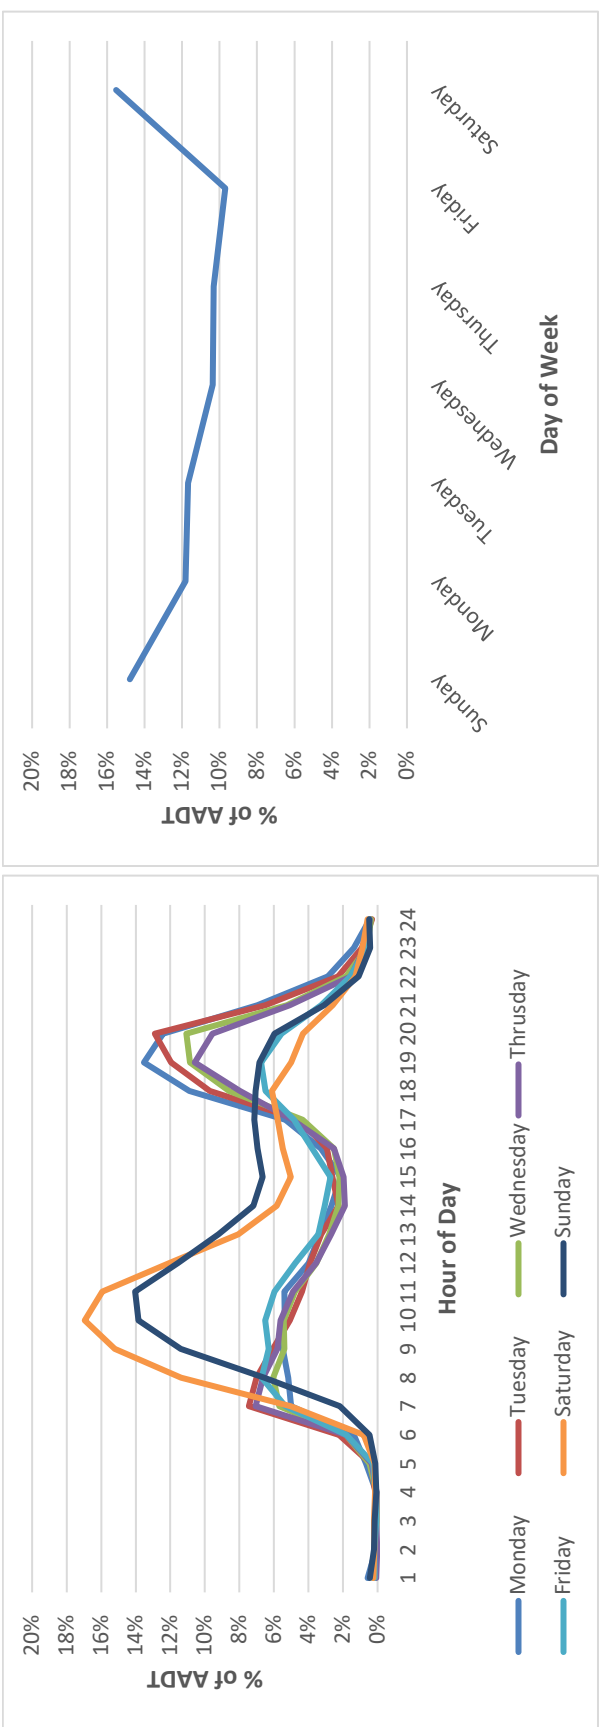 20%
18%
16%
14%
12%
10%
8%
6%
4%
2%
0%
% of AADT
1
2
3
4
5
6
7
8
9
10
11
12
13
14
15
16
17
18
19
20
21
22
23
24
Hour of Day
Monday
Tuesday
Wednesday
Thrusday
Friday
Saturday
Sunday
20%
18%
16%
14%
12%
10%
8%
6%
4%
2%
0%
% of AADT
Sunday
Monday
Tuesday
Wednesday
Thursday
Friday
Saturday
Day of Week